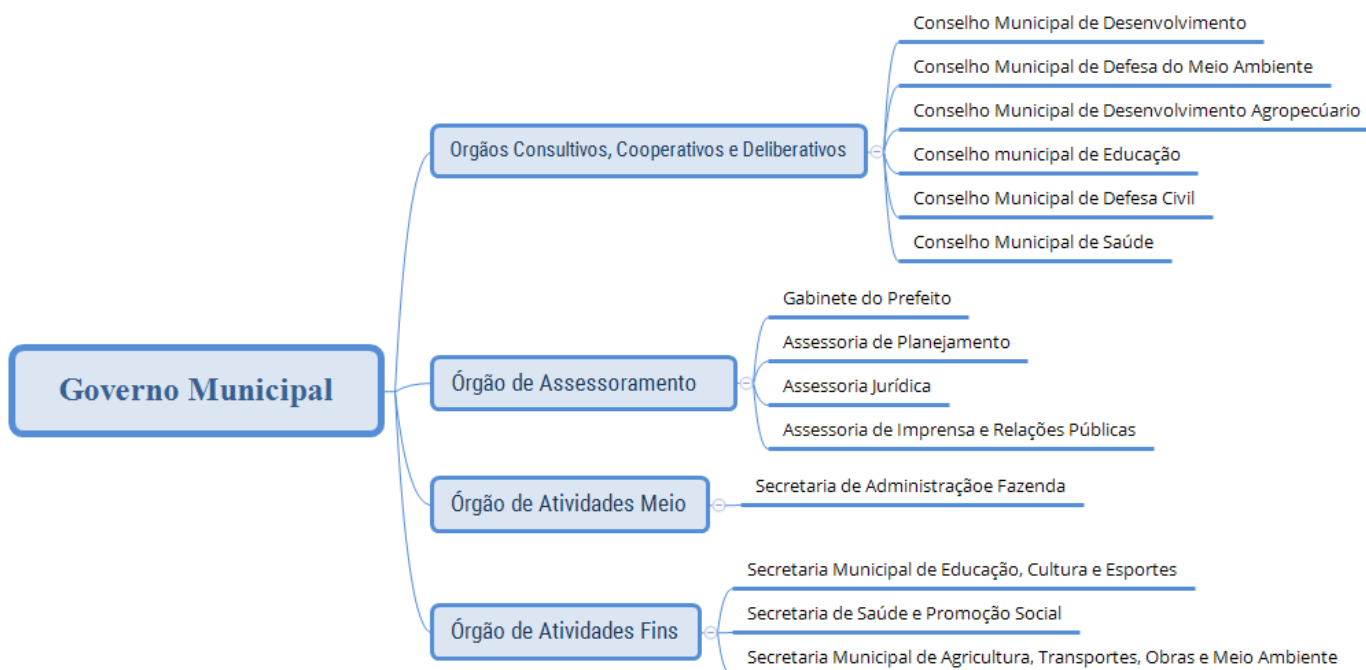 Governo Municipal
Orgãos Consultivos, Cooperativos e Deliberativos
Conselho Municipal de Desenvolvimento
Conselho Municipal de Defesa do Meio Ambiente
Conselho Municipal de Desenvolvimento Agropecúario
Conselho municipal de Educação
Conselho Municipal de Defesa Civil
Conselho Municipal de Saúde
Órgão de Assessoramento
Gabinete do Prefeito
Assessoria de Planejamento
Assessoria Jurídica
Assessoria de Imprensa e Relações Públicas
Órgão de Atividades Meio
Secretaria de Administraçãoe Fazenda
Órgão de Atividades Fins
Secretaria Municipal de Educação, Cultura e Esportes
Secretaria de Saúde e Promoção Social
Secretaria Municipal de Agricultura, Transportes, Obras e Meio Ambiente